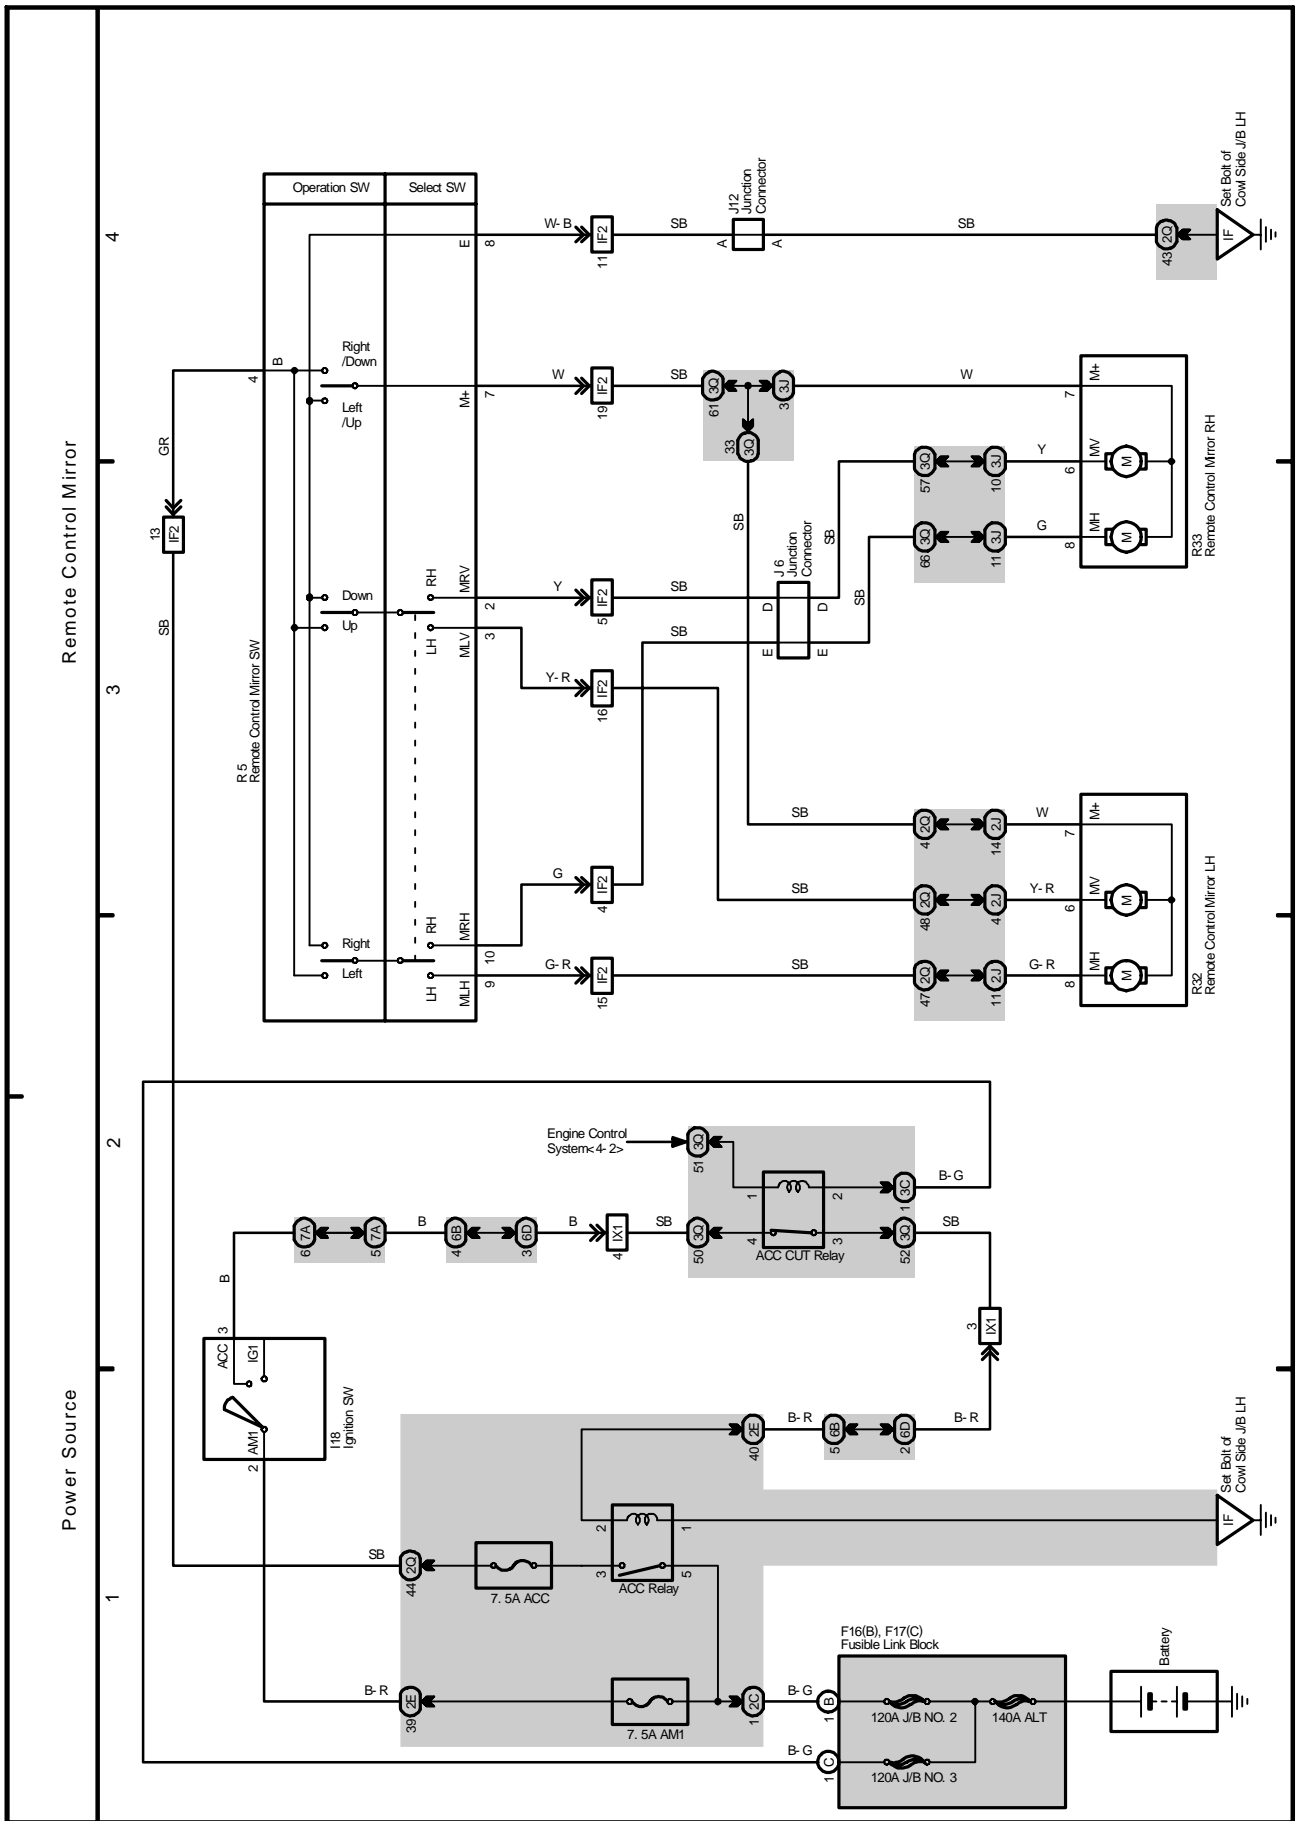 Remote Control Mirror
Power Source
4
3
2
1
Operation SW
Select SW
R 5
Remote Control Mirror SW
4
B
Right
/Down
Left
/Up
Down
Up
Right
Left
RH
LH
RH
LH
E
8
M+
7
MRV
2
MLV
3
MRH
10
MLH
9
GR
13
IF2
SB
W- B
11
IF2
SB
J12
Junction
Connector
A
A
SB
43
2Q
IF
Set Bolt of
Cowl Side J/B LH
W
19
IF2
SB
61
3Q
3
3J
33
3Q
W
SB
Y
5
IF2
SB
Y- R
16
IF2
SB
J 6
Junction
Connector
D
D
E
E
SB
SB
57
3Q
10
3J
Y
66
3Q
11
3J
G
7
M+
6
MV
8
MH
M
M
R33
Remote Control Mirror RH
G
4
IF2
G- R
15
IF2
SB
SB
SB
4
2Q
14
2J
W
48
2Q
4
2J
Y- R
47
2Q
11
2J
G- R
7
M+
6
MV
8
MH
M
M
R32
Remote Control Mirror LH
Engine Control
System<4- 2>
51
3Q
1
2
4
3
ACC CUT Relay
1
3C
B- G
50
3Q
52
3Q
SB
SB
4
IX1
B
3
6D
4
6B
B
5
7A
6
7A
B
ACC
3
IG1
AM1
2
I18
Ignition SW
3
IX1
B- R
2
6D
5
6B
B- R
40
2E
SB
44
2Q
7. 5A ACC
2
1
3
5
ACC Relay
IF
Set Bolt of
Cowl Side J/B LH
B- R
39
2E
7. 5A AM1
1
2C
B- G
1
B
B- G
1
C
F16(B), F17(C)
Fusible Link Block
120A J/B NO. 2
140A ALT
120A J/B NO. 3
Battery